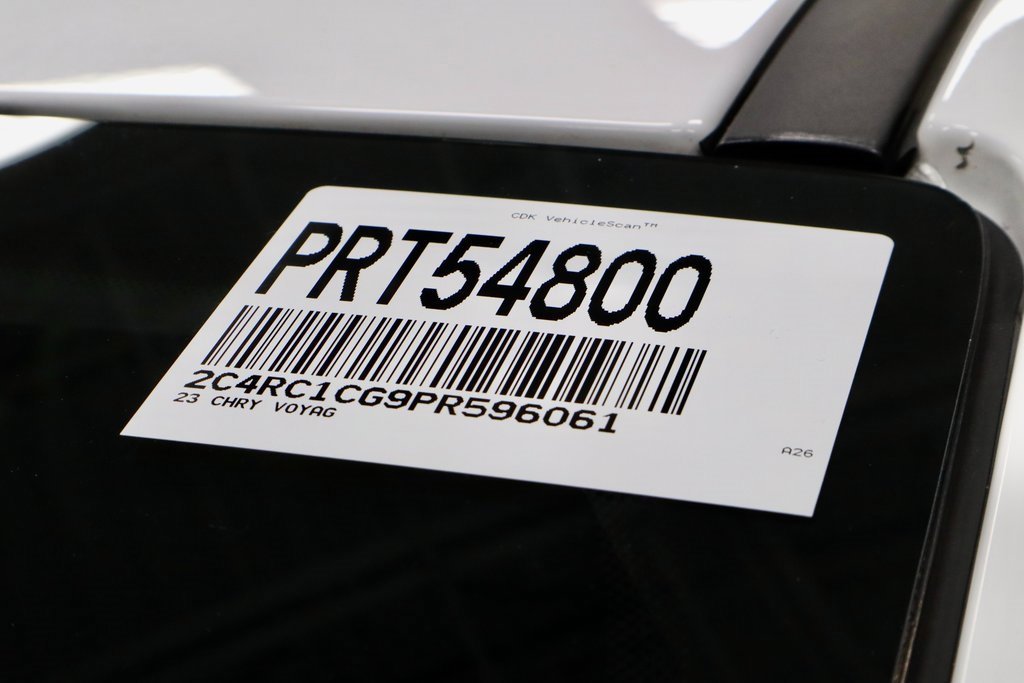 CDK VehicleScan™
PRT54800
2C4RC1CG9PR596061
23 CHRY VOYAG
A26